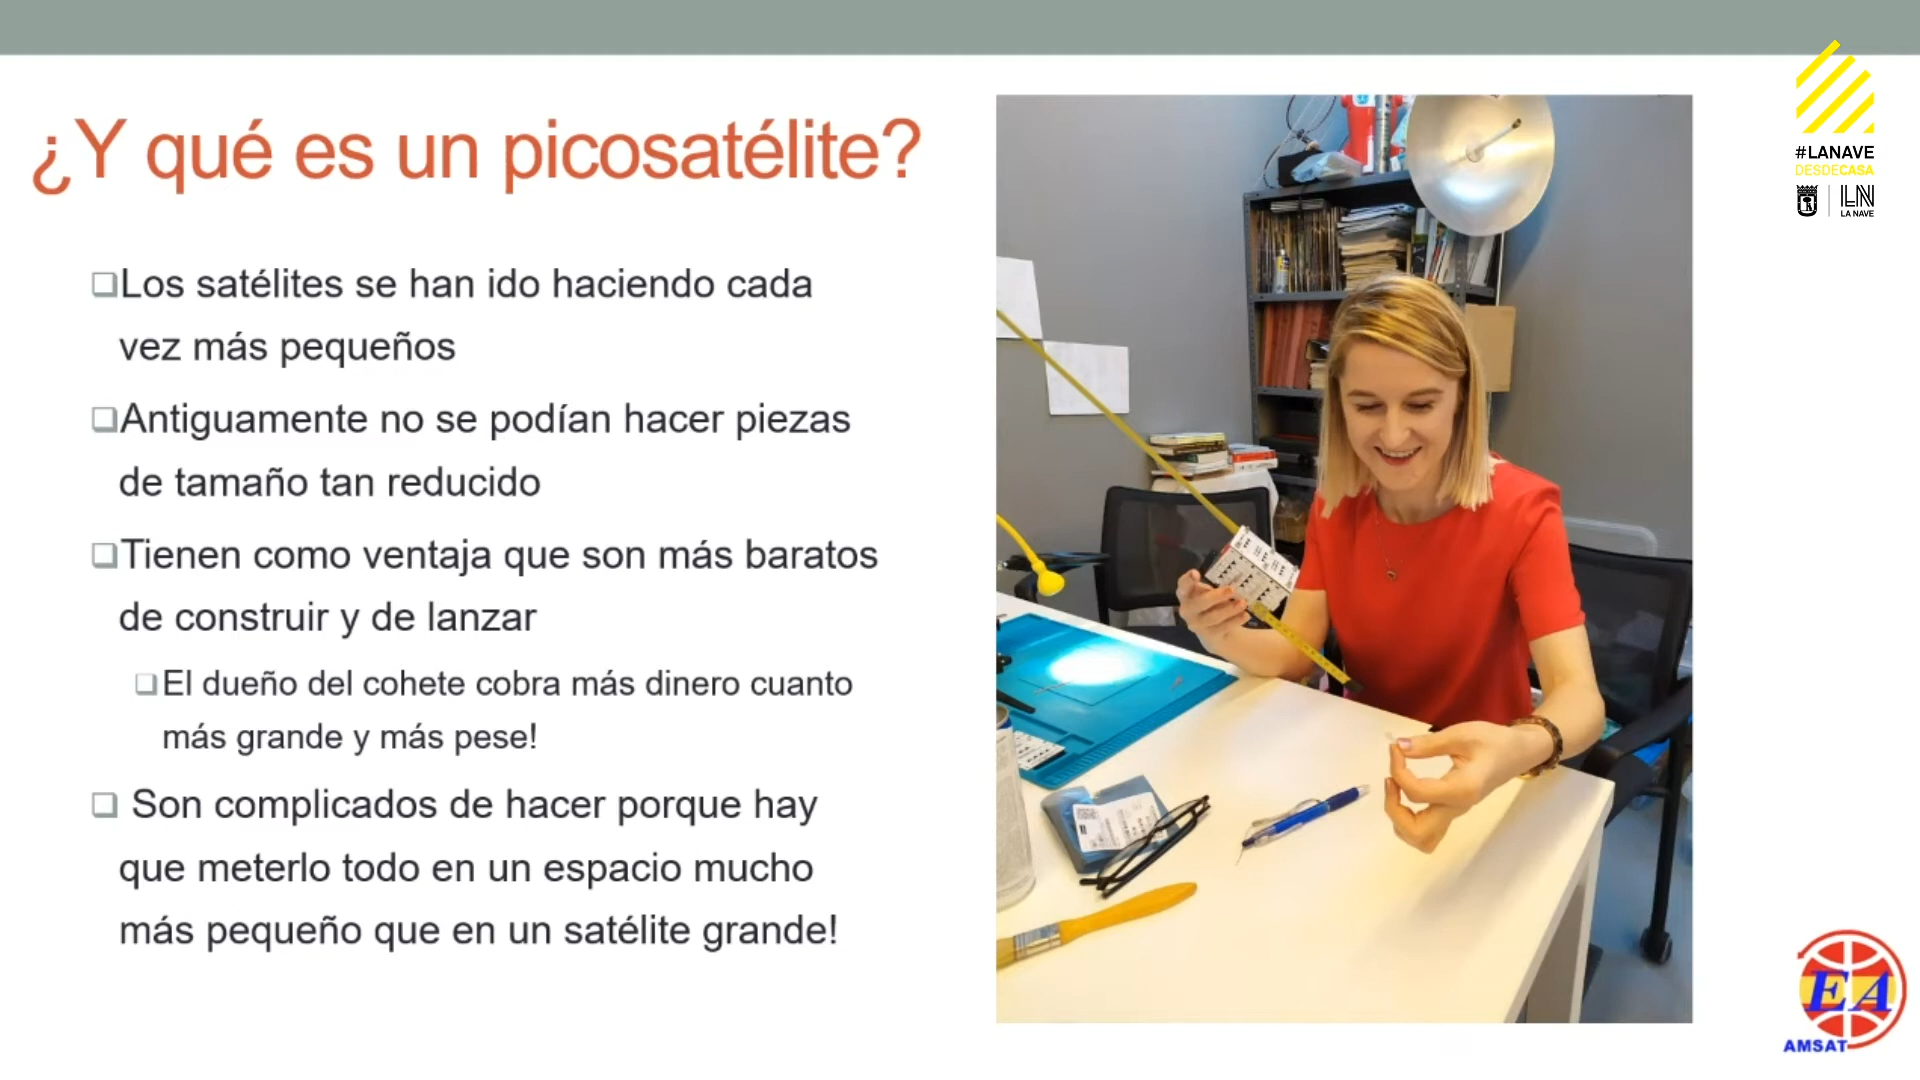 ¿Y qué es un picosatélite?
Los satélites se han ido haciendo cada
vez más pequeños
Antiguamente no se podían hacer piezas
de tamaño tan reducido
Tienen como ventaja que son más baratos
de construir y de lanzar
El dueño del cohete cobra más dinero cuanto
más grande y más pese!
Son complicados de hacer porque hay
que meterlo todo en un espacio mucho
más pequeño que en un satélite grande!
#LANAVE
DESDECASA
LN
LA NAVE
EA
AMSAT